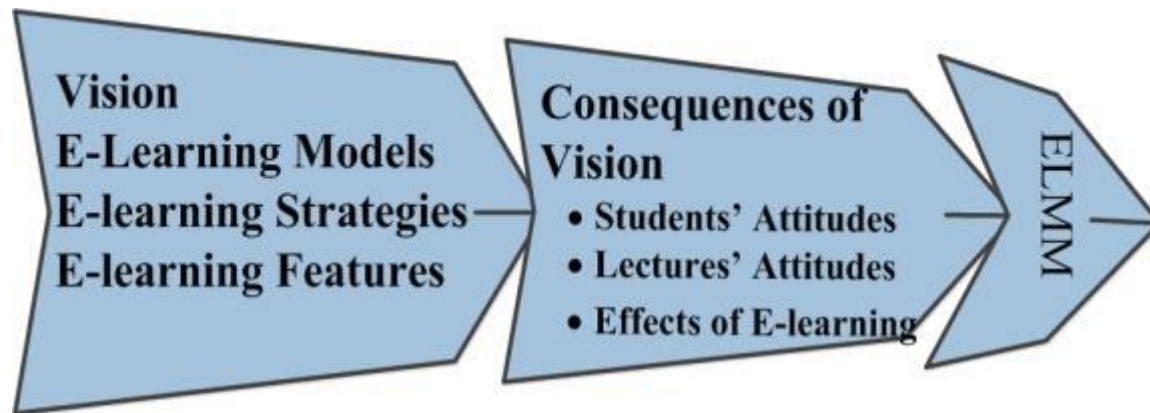 Vision
E-Learning Models
E-learning Strategies
E-learning Features
Consequences of
Vision
• Students’ Attitudes
• Lectures’ Attitudes
• Effects of E-learning
ELMM